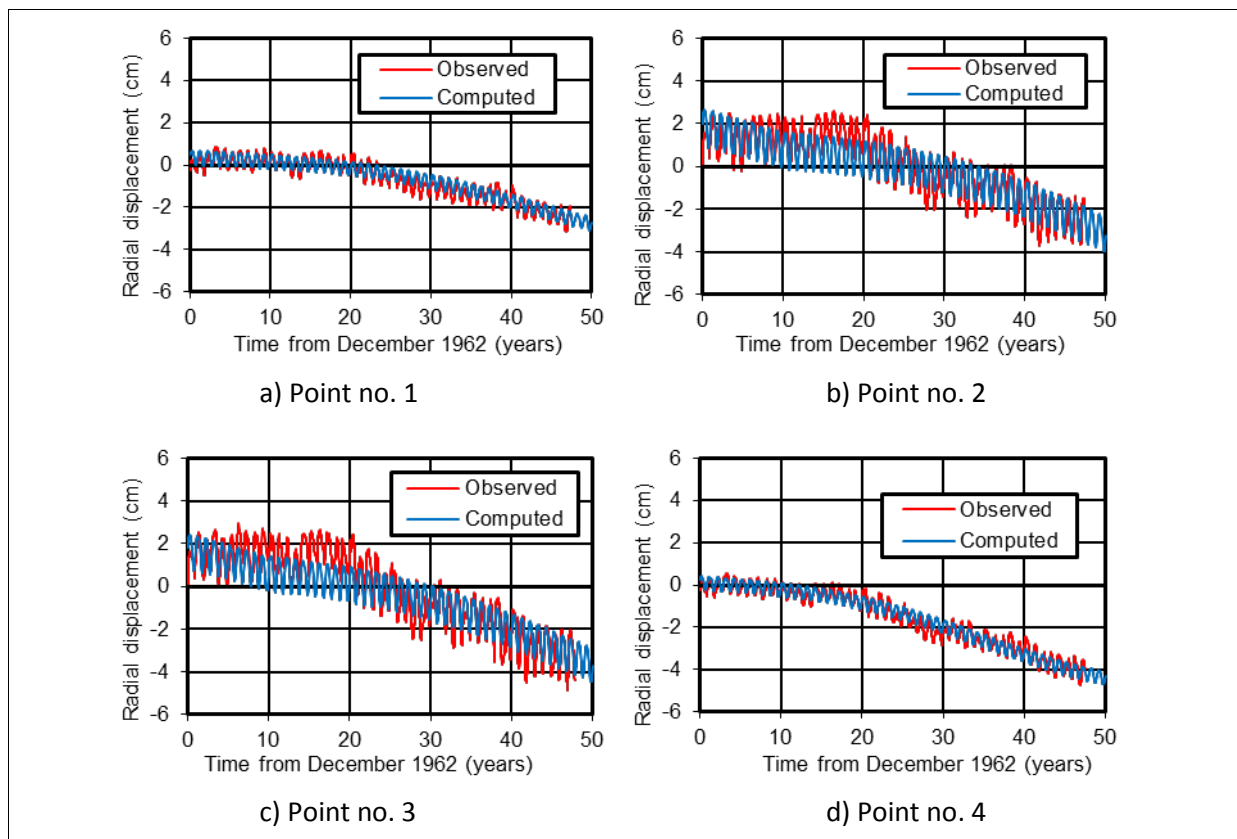 Radial displacement (cm)
6
4
2
0
-2
-4
-6
Observed
Computed
0 10 20 30 40 50
Time from December 1962 (years)
a) Point no. 1
Radial displacement (cm)
6
4
2
0
-2
-4
-6
Observed
Computed
0 10 20 30 40 50
Time from December 1962 (years)
b) Point no. 2
Radial displacement (cm)
6
4
2
0
-2
-4
-6
Observed
Computed
0 10 20 30 40 50
Time from December 1962 (years)
c) Point no. 3
Radial displacement (cm)
6
4
2
0
-2
-4
-6
Observed
Computed
0 10 20 30 40 50
Time from December 1962 (years)
d) Point no. 4